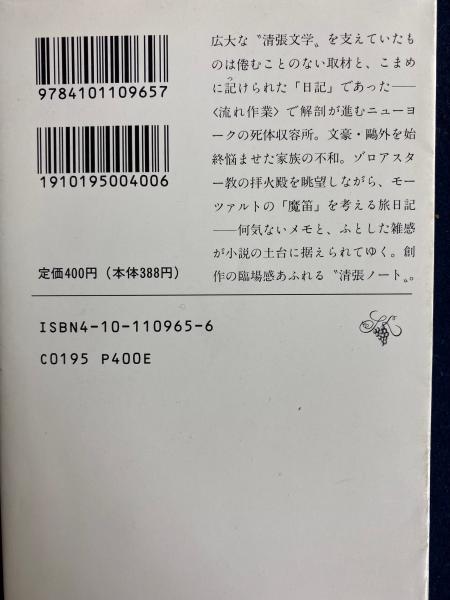 広大な〝清張文学〟を支えていたも
のは倦むことのない取材と、こまめ
に記けられた「日記」であった――
〈流れ作業〉で解剖が進むニューヨ
ークの死体収容所。文豪・鷗外を始
終悩ませた家族の不和。ゾロアスタ
ー教の拝火殿を眺望しながら、モー
ツァルトの「魔笛」を考える旅日記
――何気ないメモと、ふとした雑感
が小説の土台に据えられてゆく。創
作の臨場感あふれる〝清張ノート〟。
9784101109657
1910195004006
定価400円(本体388円)
ISBN4-10-110965-6
C0195 P400E